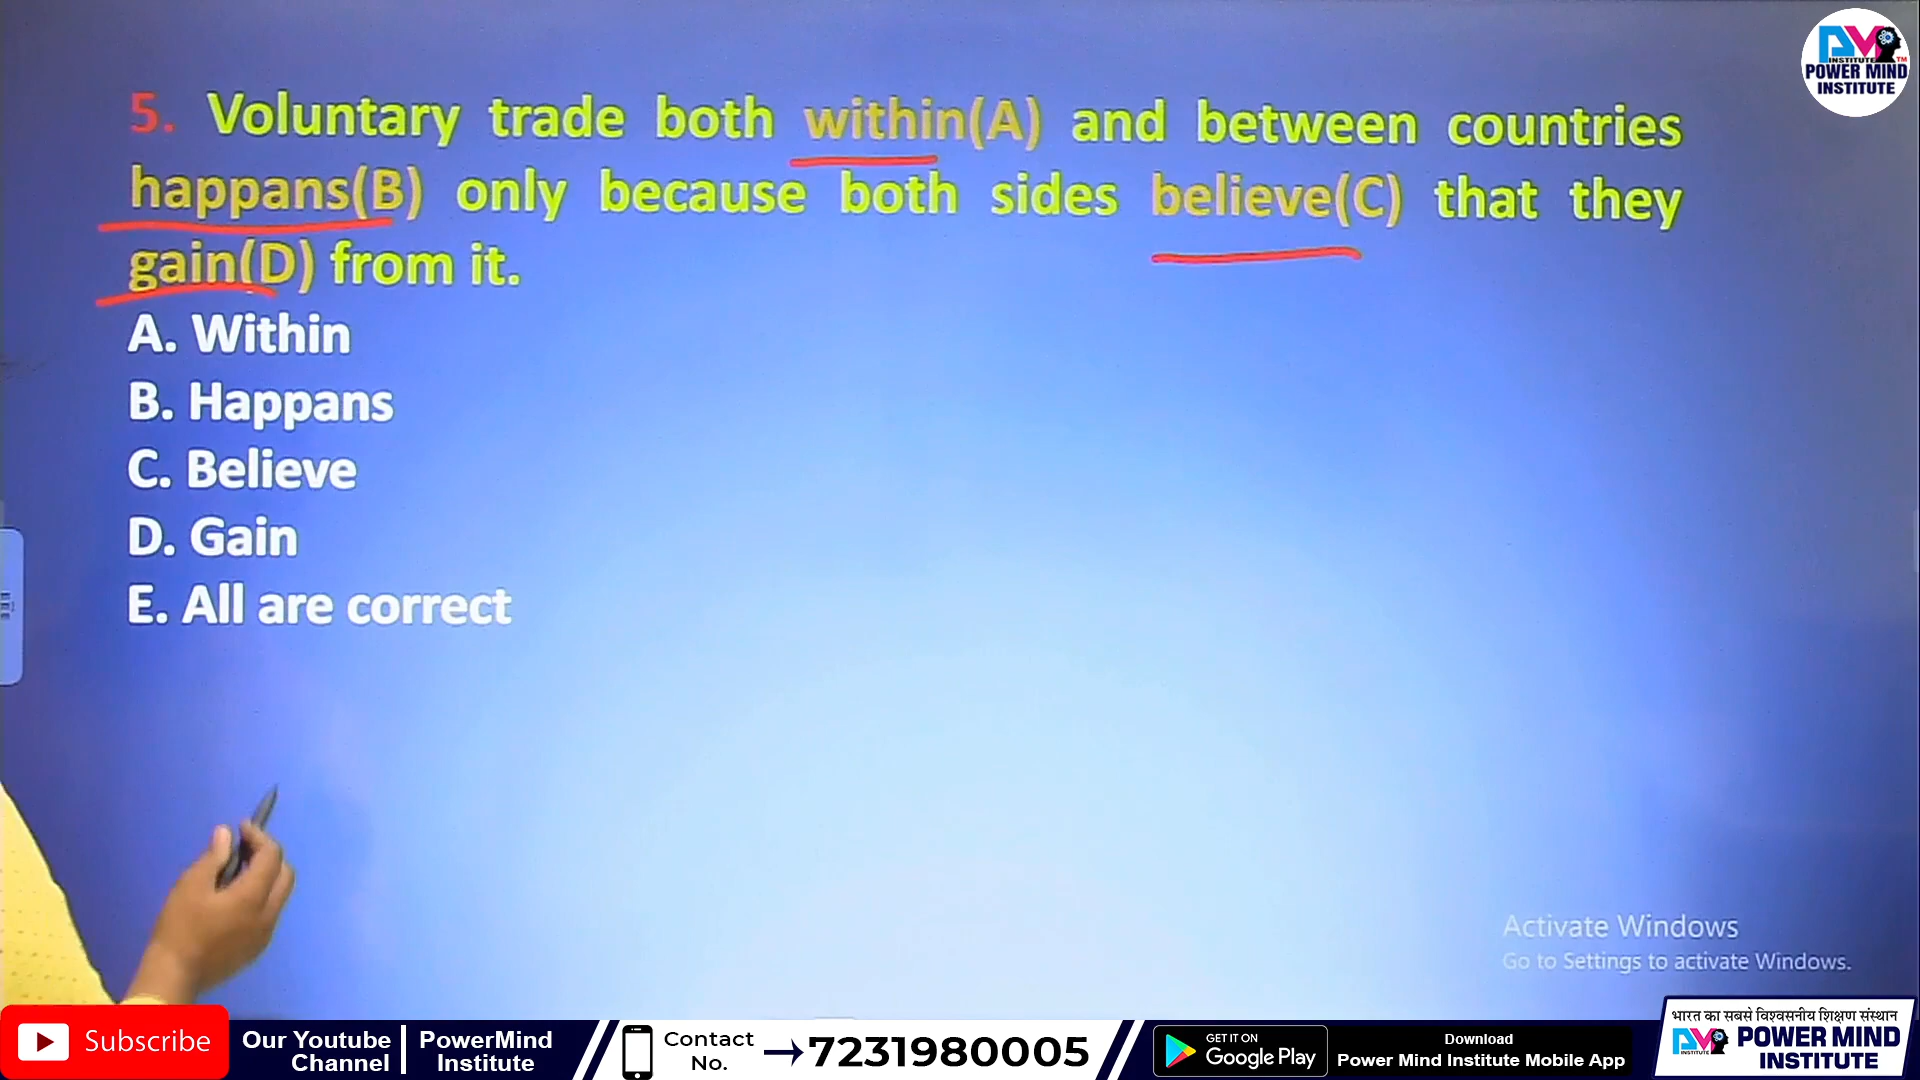 POWER MIND
INSTITUTE
5. Voluntary trade both within(A) and between countries
happans(B) only because both sides believe(C) that they
gain(D) from it.
A. Within
B. Happans
C. Believe
D. Gain
E. All are correct
Activate Windows
Go to Settings to activate Windows.
Subscribe
Our Youtube
Channel
PowerMind
Institute
Contact
No.
7231980005
GET IT ON
Google Play
Download
Power Mind Institute Mobile App
भारत का सबसे विश्वसनीय शिक्षण संस्थान
POWER MIND
INSTITUTE